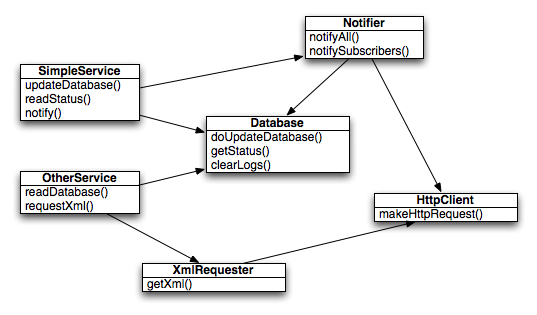 Notifier
notifyAll()
notifySubscribers()
SimpleService
updateDatabase()
readStatus()
notify()
Database
doUpdateDatabase()
getStatus()
clearLogs()
OtherService
readDatabase()
requestXml()
HttpClient
makeHttpRequest()
XmlRequester
getXml()